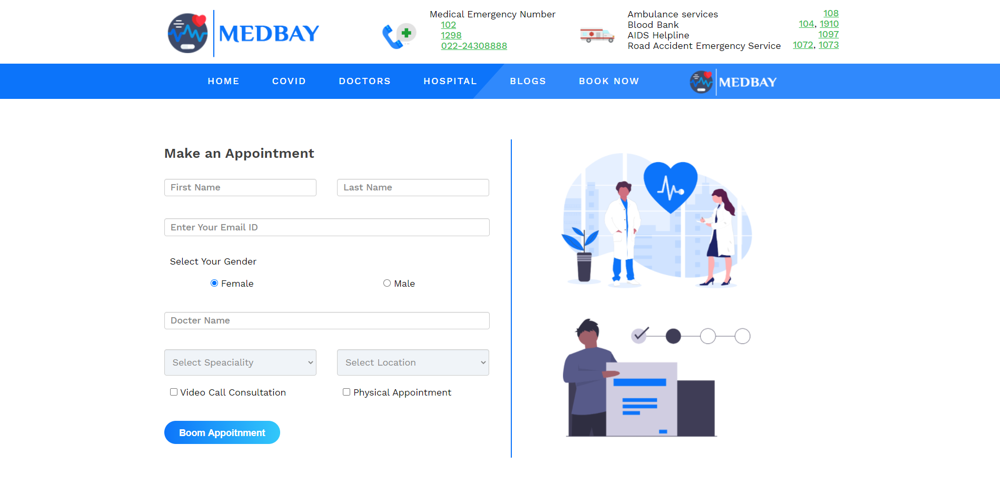 MEDBAY
Medical Emergency Number
102
1298
022-24308888
Ambulance services 108
Blood Bank 104, 1910
AIDS Helpline 1097
Road Accident Emergency Service 1072, 1073
HOME COVID DOCTORS HOSPITAL BLOGS BOOK NOW MEDBAY
Make an Appointment
First Name Last Name
Enter Your Email ID
Select Your Gender
Female Male
Docter Name
Select Speaciality Select Location
Video Call Consultation Physical Appointment
Boom Appoitnment